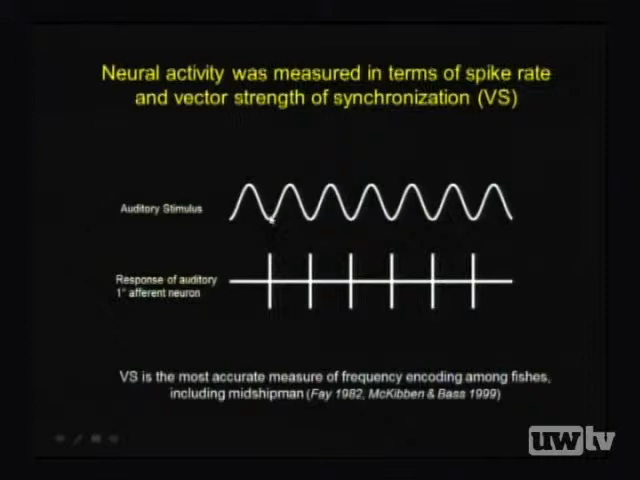 Neural activity was measured in terms of spike rate
and vector strength of synchronization (VS)
Auditory Stimulus
Response of auditory
1° afferent neuron
VS is the most accurate measure of frequency encoding among fishes,
including midshipman (Fay 1982, McKibben & Bass 1999)
uwtv